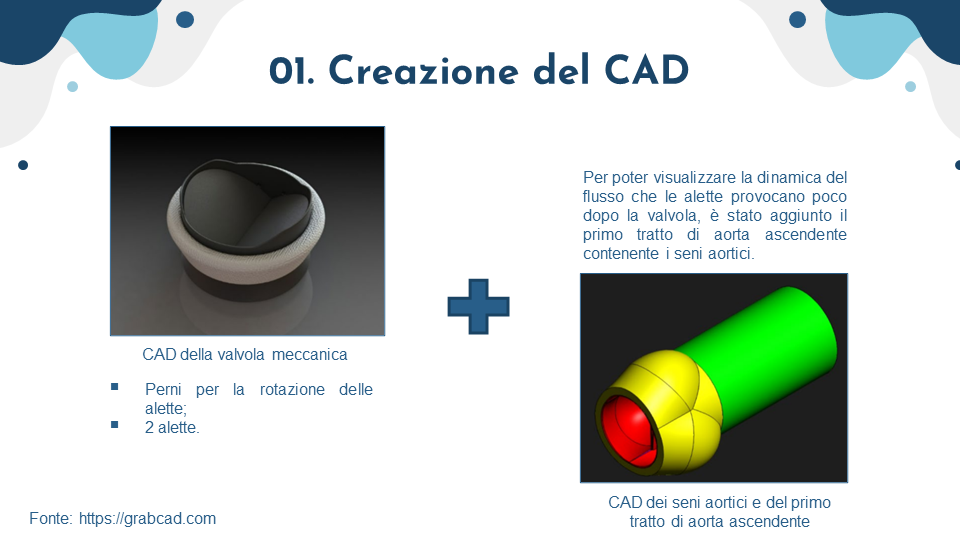 01. Creazione del CAD
CAD della valvola meccanica
Perni per la rotazione delle
alette;
2 alette.
Per poter visualizzare la dinamica del
flusso che le alette provocano poco
dopo la valvola, è stato aggiunto il
primo tratto di aorta ascendente
contenente i seni aortici.
CAD dei seni aortici e del primo
tratto di aorta ascendente
Fonte: https://grabcad.com